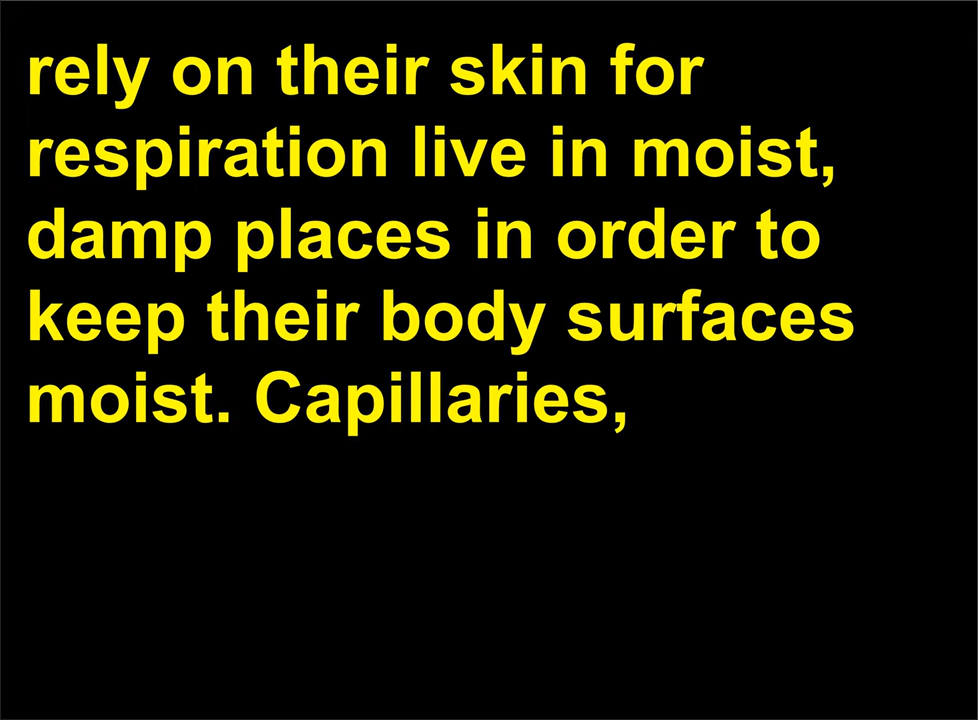 rely on their skin for
respiration live in moist,
damp places in order to
keep their body surfaces
moist. Capillaries,